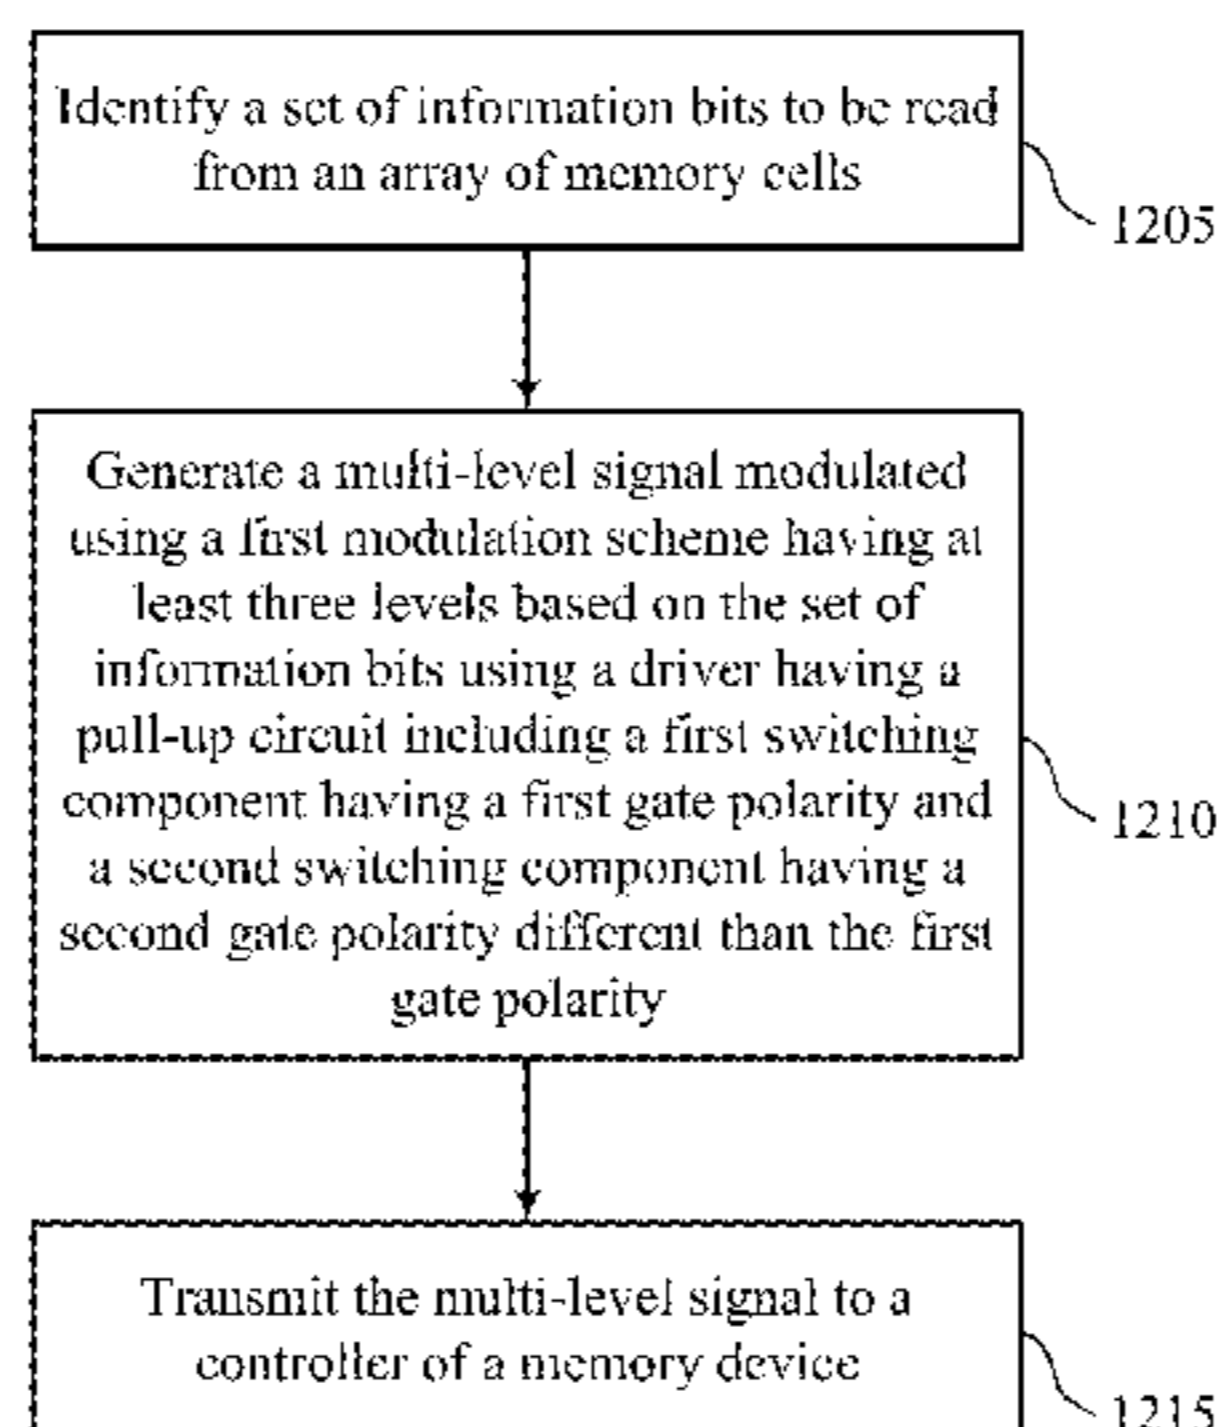 Identify a set of information bits to be read
from an array of memory cells
1205
Generate a multi-level signal modulated
using a first modulation scheme having at
least three levels based on the set of
information bits using a driver having a
pull-up circuit including a first switching
component having a first gate polarity and
a second switching component having a
second gate polarity different than the first
gate polarity
1210
Transmit the multi-level signal to a
controller of a memory device
1215